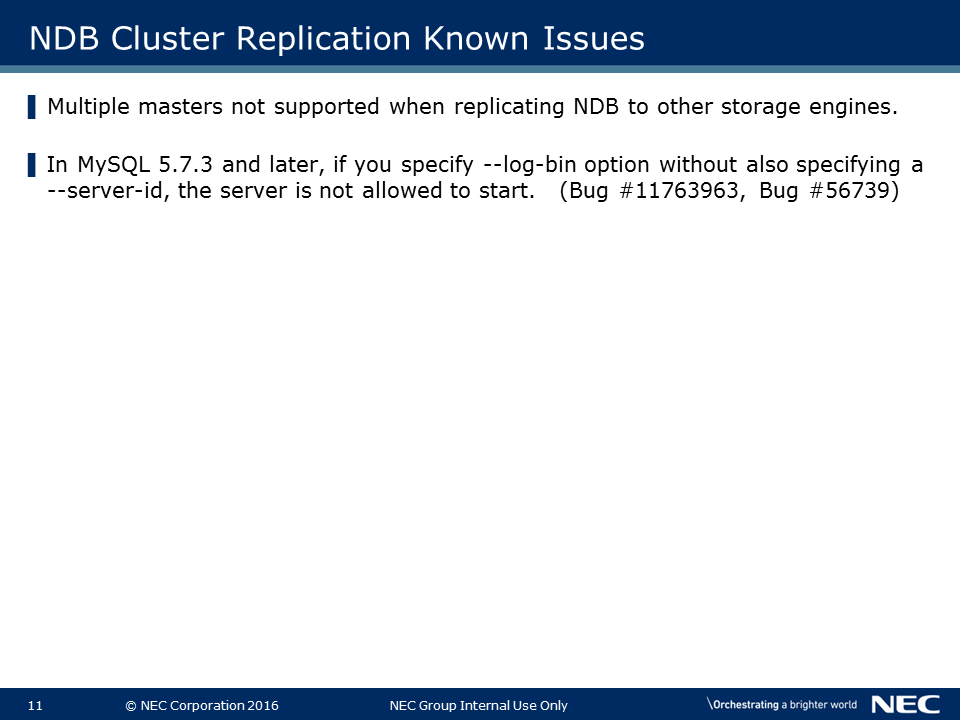 NDB Cluster Replication Known Issues
Multiple masters not supported when replicating NDB to other storage engines.
In MySQL 5.7.3 and later, if you specify --log-bin option without also specifying a
--server-id, the server is not allowed to start. (Bug #11763963, Bug #56739)
11 © NEC Corporation 2016 NEC Group Internal Use Only \Orchestrating a brighter world NEC